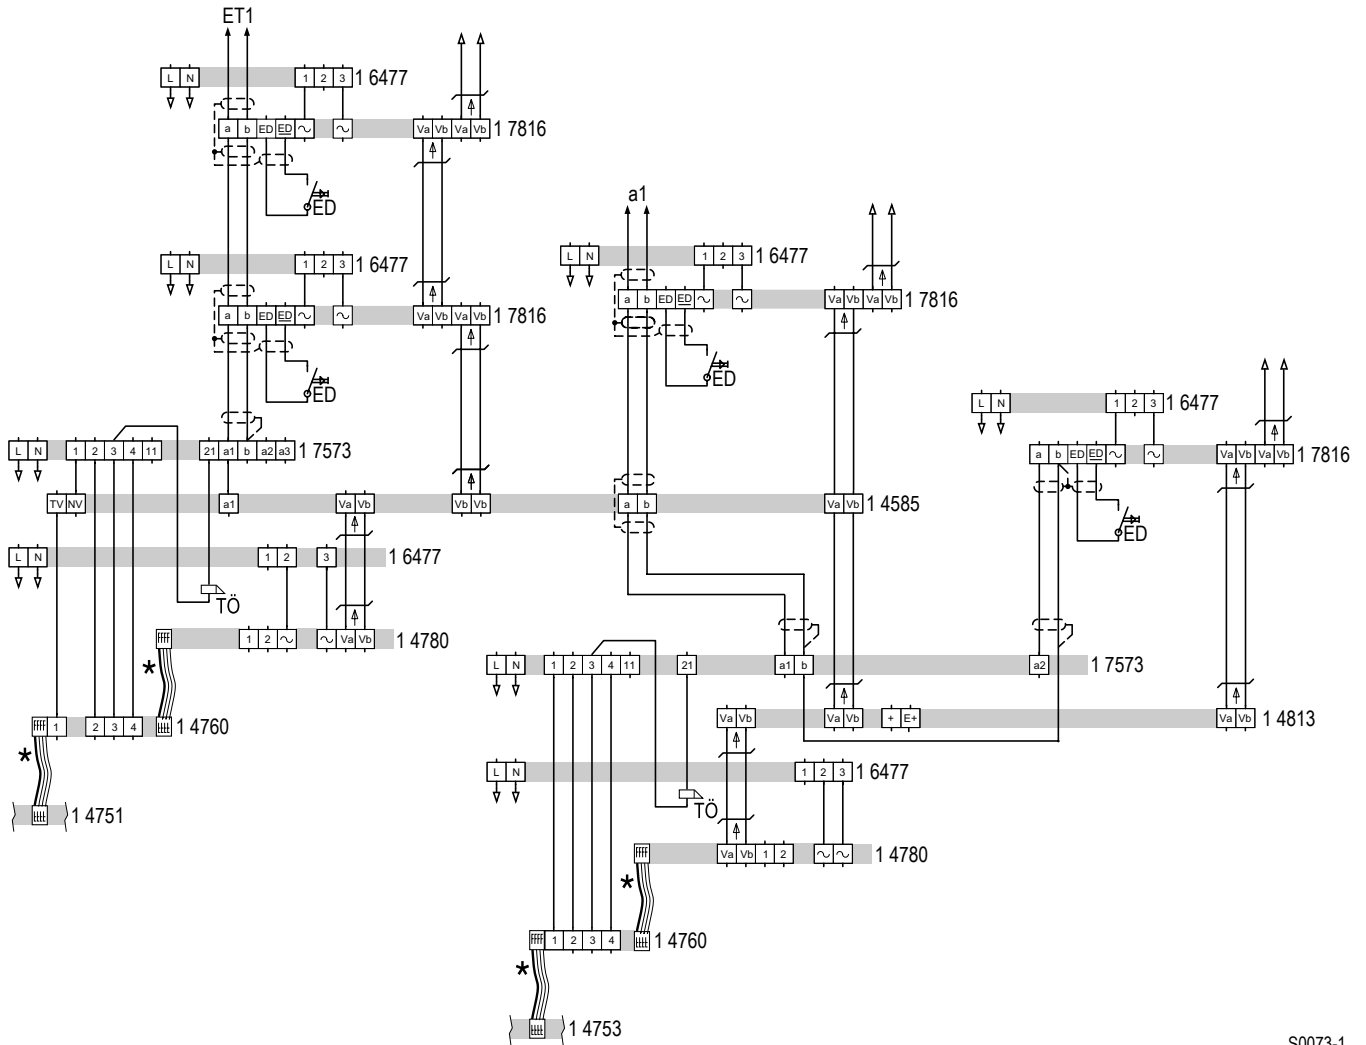 ET1
L N 1 2 3 1 6477
a b ED ED ~ ~ Va Vb Va Vb 1 7816
ED
a1
L N 1 2 3 1 6477
L N 1 2 3 1 6477
a b ED ED ~ ~ Va Vb Va Vb 1 7816
a b ED ED ~ ~ Va Vb Va Vb 1 7816
ED
ED
L N 1 2 3 1 6477
L N 1 2 3 4 11 21 a1 b a2 a3 1 7573
a b ED ED ~ ~ Va Vb Va Vb 1 7816
TV NV a1 Va Vb Vb Vb a b Va Vb 1 4585
ED
L N 1 2 3 1 6477
TÖ
1 2 ~ ~ Va Vb 1 4780
*
L N 1 2 3 4 11 21 a1 b a2 1 7573
1 2 3 4 1 4760
Va Vb Va Vb + E+ Va Vb 1 4813
*
L N 1 2 3 1 6477
TÖ
1 4751
Va Vb 1 2 ~ ~ 1 4780
*
1 2 3 4 1 4760
*
1 4753
S0073-1